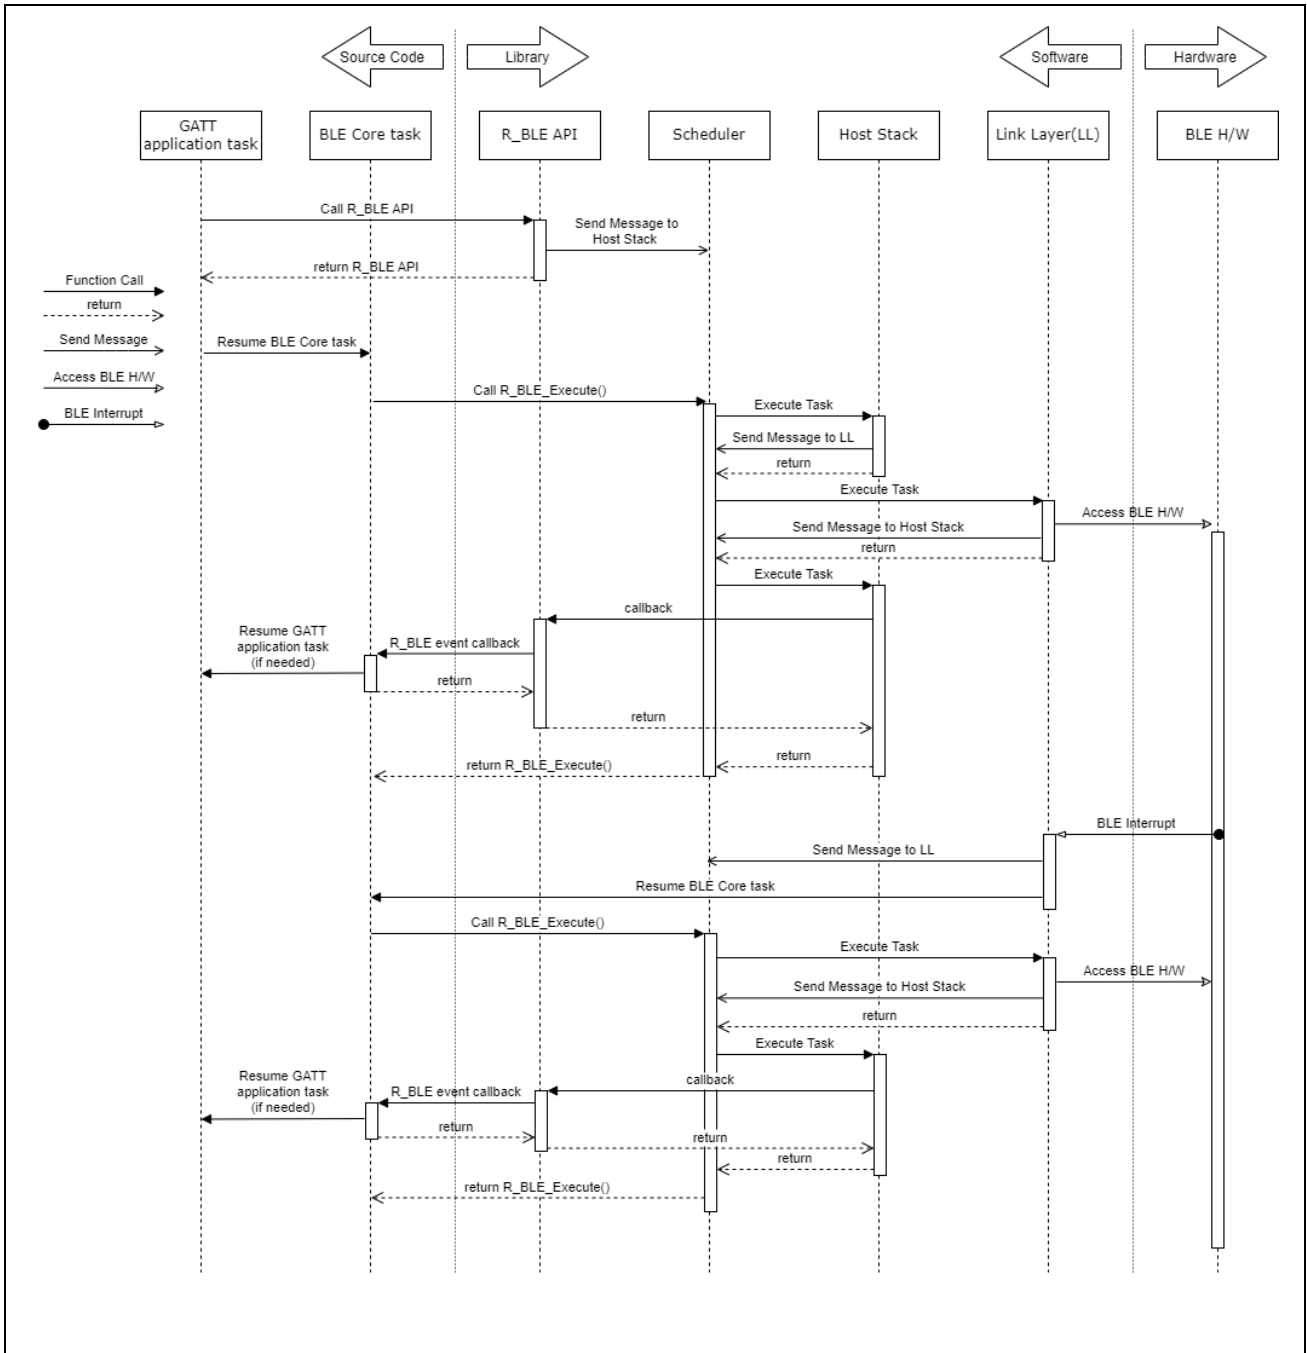 Source Code
Library
Software
Hardware
GATT
application task
BLE Core task
R_BLE API
Scheduler
Host Stack
Link Layer(LL)
BLE H/W
Call R_BLE API
Send Message to
Host Stack
return R_BLE API
Function Call
return
Send Message
Access BLE H/W
BLE Interrupt
Resume BLE Core task
Call R_BLE_Execute()
Execute Task
Send Message to LL
return
Execute Task
Access BLE H/W
Send Message to Host Stack
return
Execute Task
callback
Resume GATT
application task
(if needed)
R_BLE event callback
return
return
return
return R_BLE_Execute()
BLE Interrupt
Send Message to LL
Resume BLE Core task
Call R_BLE_Execute()
Execute Task
Access BLE H/W
Send Message to Host Stack
return
Execute Task
callback
Resume GATT
application task
(if needed)
R_BLE event callback
return
return
return
return R_BLE_Execute()